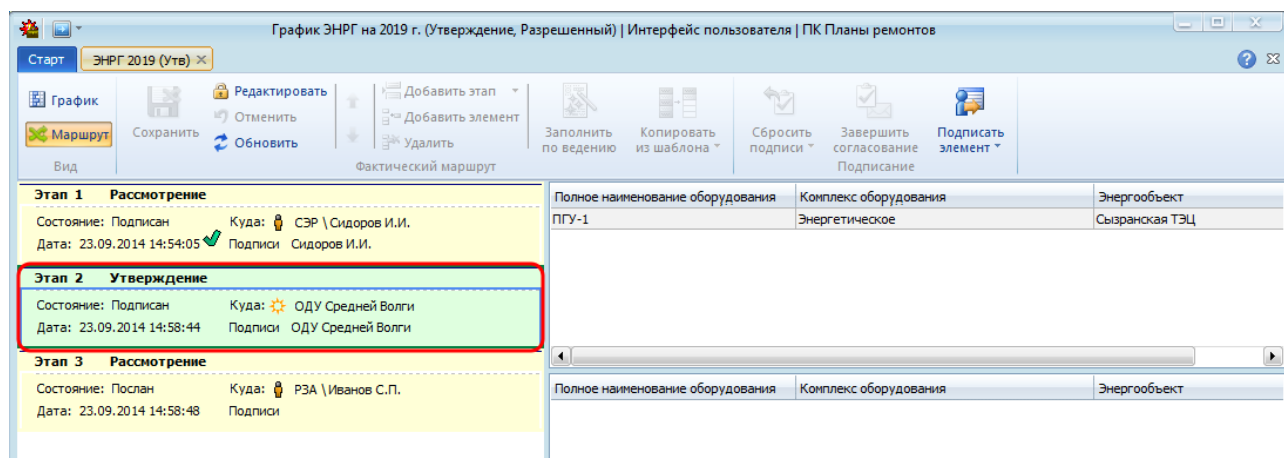 График ЭНРГ на 2019 г. (Утверждение, Разрешенный) | Интерфейс пользователя | ПК Планы ремонтов
Старт ЭНРГ 2019 (Утв)
График
Маршрут
Вид
Сохранить
Редактировать
Отменить
Обновить
Добавить этап
Добавить элемент
Удалить
Фактический маршрут
Заполнить по ведению
Копировать из шаблона
Сбросить подписи
Завершить согласование
Подписать элемент
Подписание
Этап 1 Рассмотрение
Состояние: Подписан Куда: СЭР \ Сидоров И.И.
Дата: 23.09.2014 14:54:05 Подписи Сидоров И.И.
Этап 2 Утверждение
Состояние: Подписан Куда: ОДУ Средней Волги
Дата: 23.09.2014 14:58:44 Подписи ОДУ Средней Волги
Этап 3 Рассмотрение
Состояние: Послан Куда: РЗА \ Иванов С.П.
Дата: 23.09.2014 14:58:48 Подписи
Полное наименование оборудования Комплекс оборудования Энергообъект
ПГУ-1 Энергетическое Сызранская ТЭЦ
Полное наименование оборудования Комплекс оборудования Энергообъект